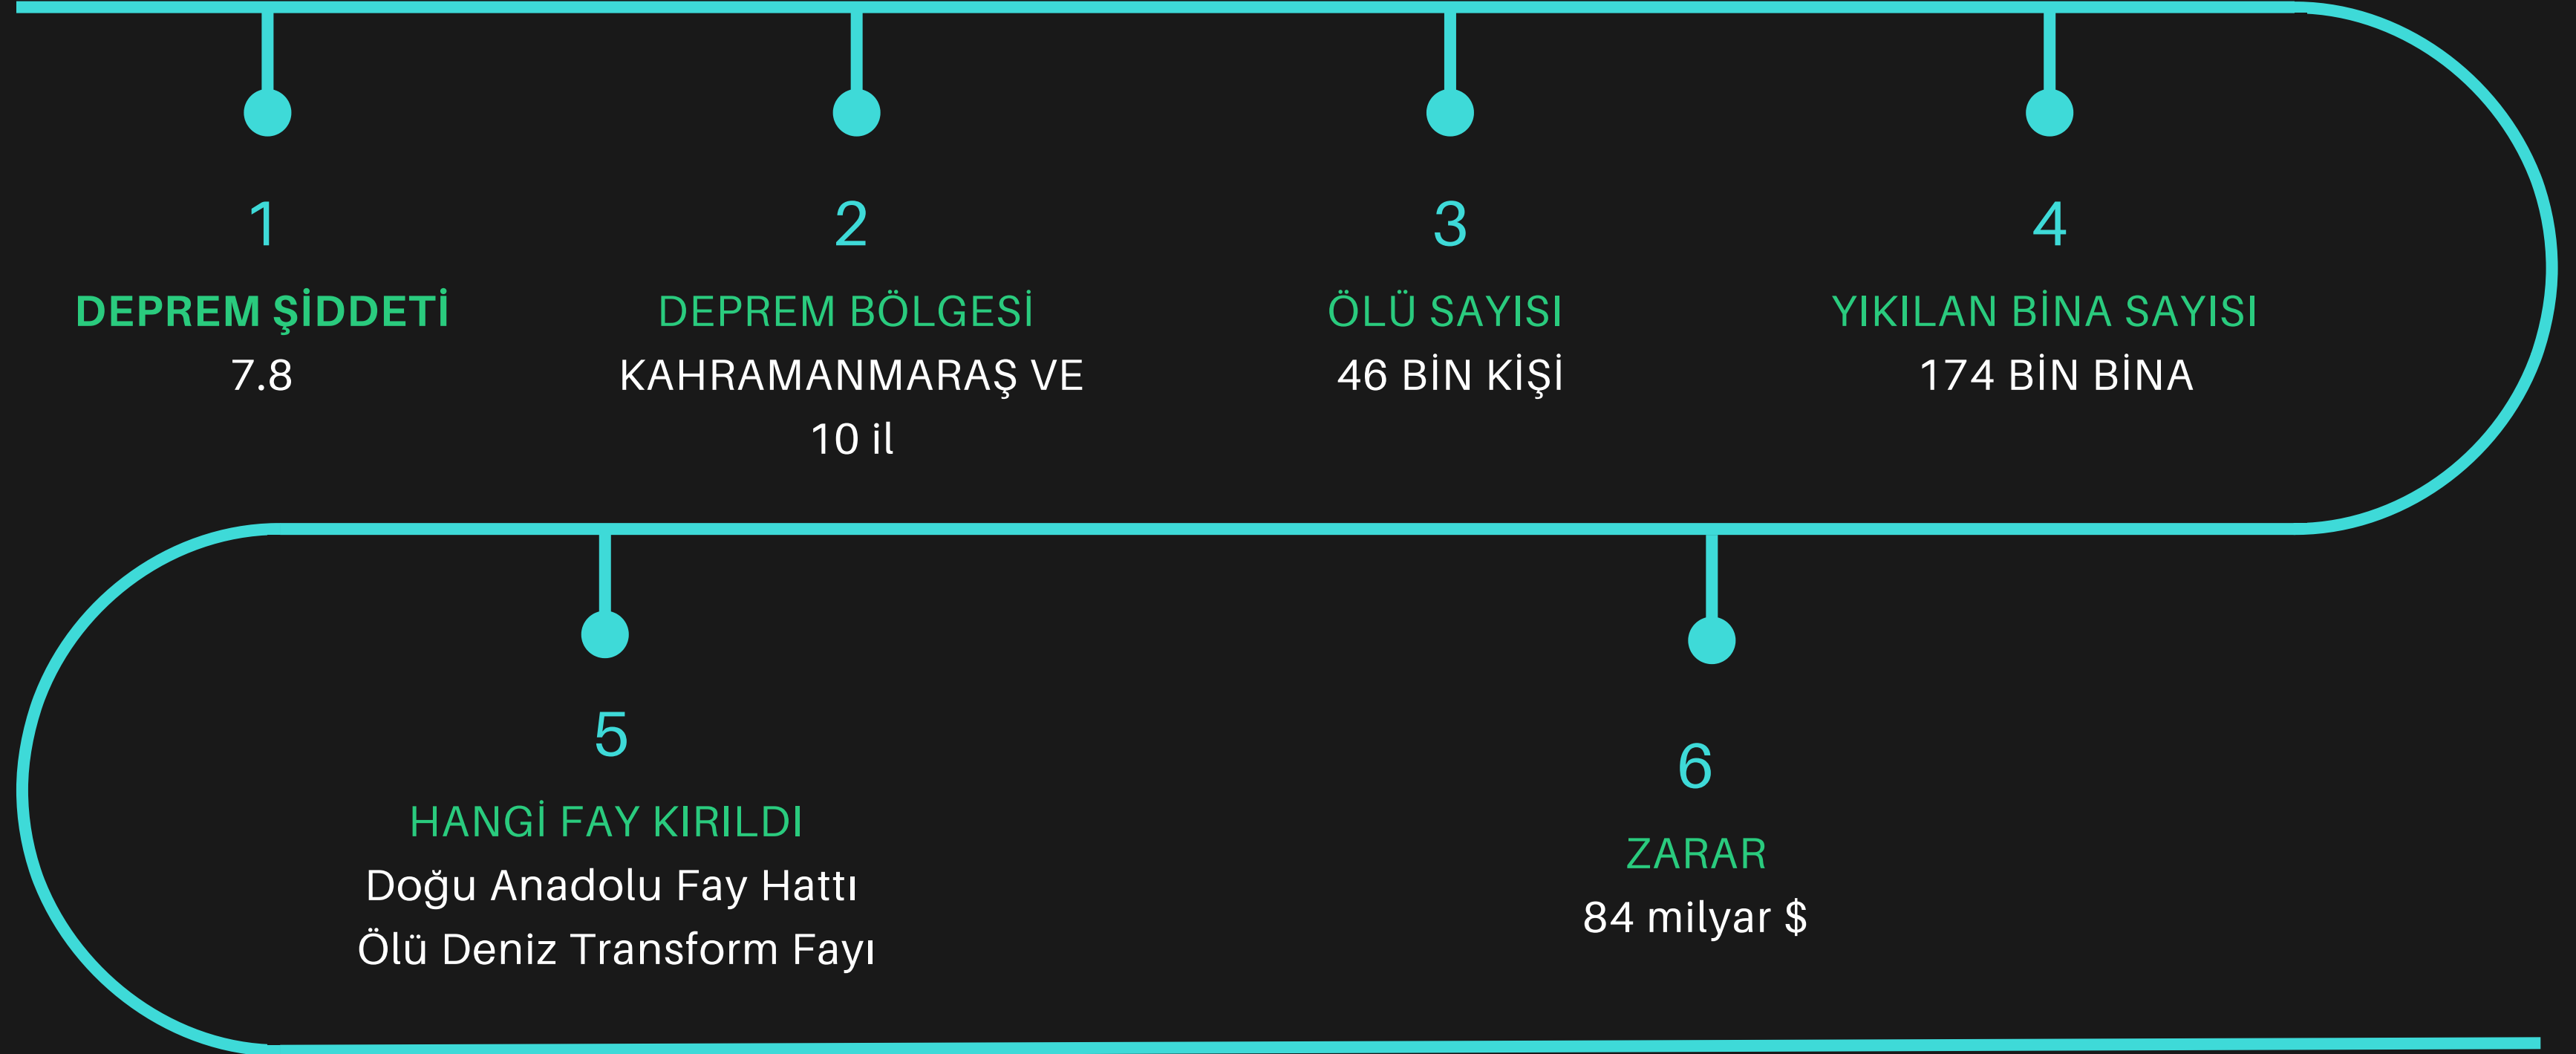 1
DEPREM ŞİDDETİ
7.8
2
DEPREM BÖLGESİ
KAHRAMANMARAŞ VE
10 il
3
ÖLÜ SAYISI
46 BİN KİŞİ
4
YIKILAN BİNA SAYISI
174 BİN BİNA
5
HANGİ FAY KIRILDI
Doğu Anadolu Fay Hattı
Ölü Deniz Transform Fayı
6
ZARAR
84 milyar $